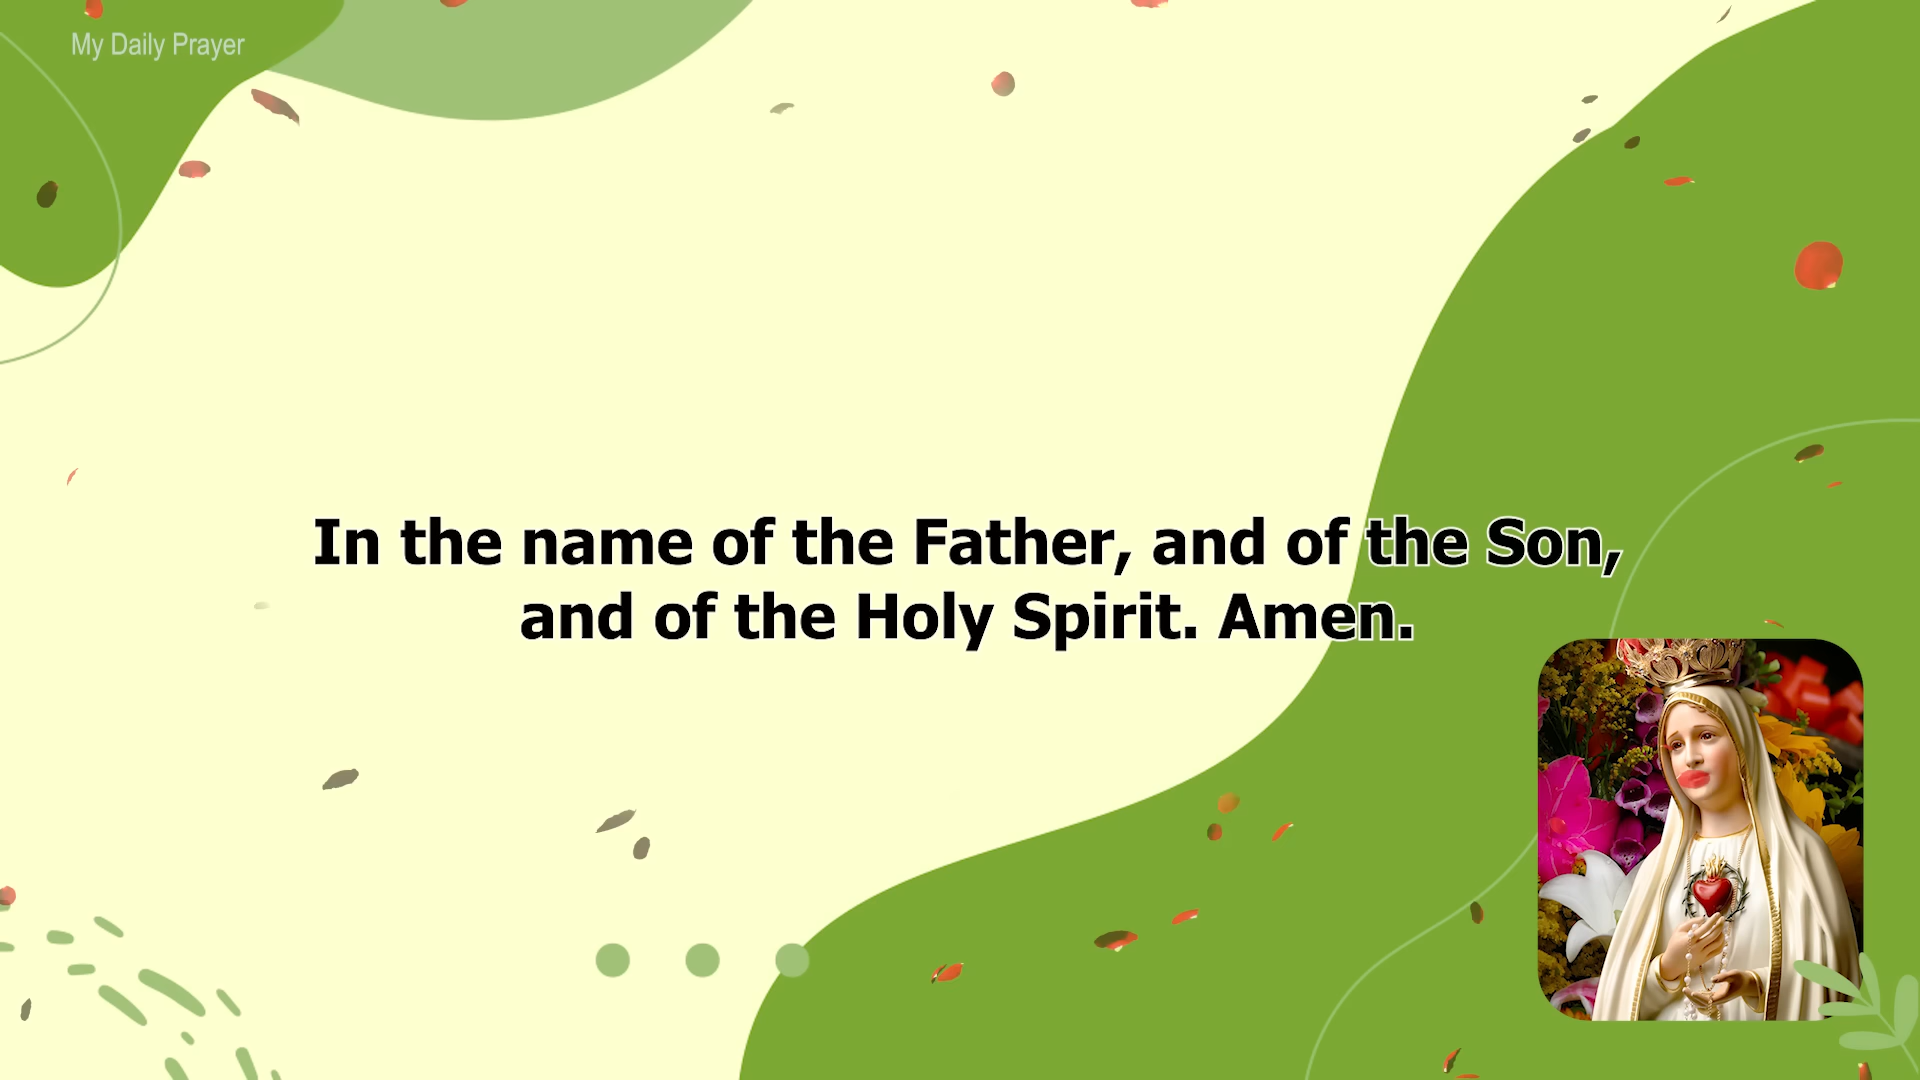 My Daily Prayer
In the name of the Father, and of the Son,
and of the Holy Spirit. Amen.